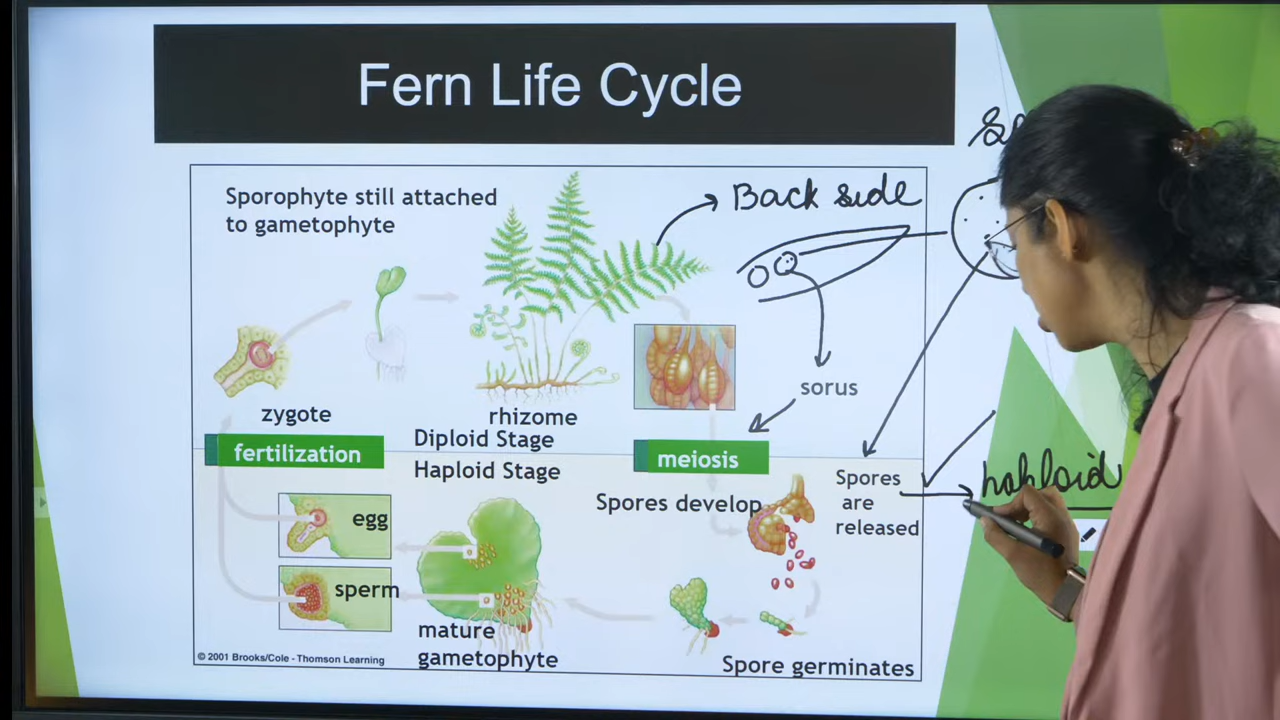 Fern Life Cycle
Sporophyte still attached
to gametophyte
Back side
sorus
zygote
rhizome
fertilization
Diploid Stage
Haploid Stage
meiosis
Spores develop
Spores
are
released
haploid
egg
sperm
mature
gametophyte
Spore germinates
© 2001 Brooks/Cole - Thomson Learning